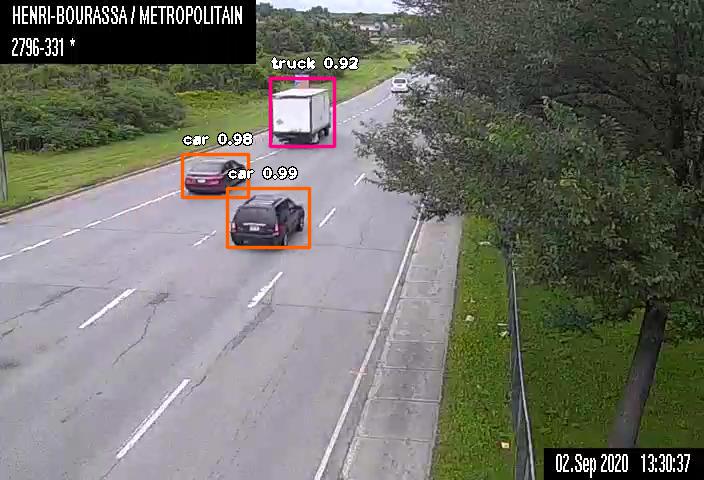 HENRI-BOURASSA / METROPOLITAIN
2796-331 *
truck 0.92
car 0.98
car 0.99
02.Sep 2020 13:30:37